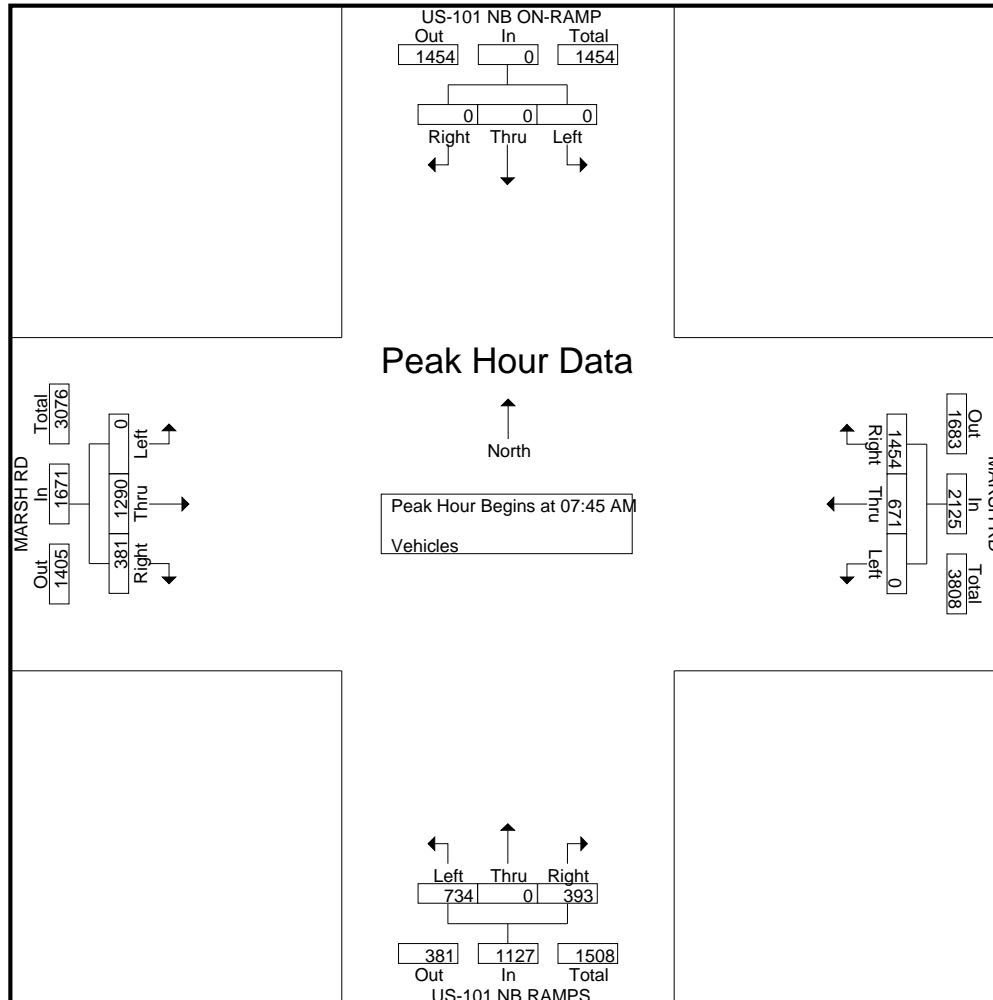 US-101 NB ON-RAMP
Out In Total
1454 0 1454
0 0 0
Right Thru Left
Peak Hour Data
North
Peak Hour Begins at 07:45 AM
Vehicles
MARSH RD
Total In Out
3076 1671 1405
0 1290 381
Left Thru Right
Out In Total
1683 2125 3808
1454 671 0
Right Thru Left
MARSH RD
Left Thru Right
734 0 393
381 1127 1508
Out In Total
US-101 NB RAMPS